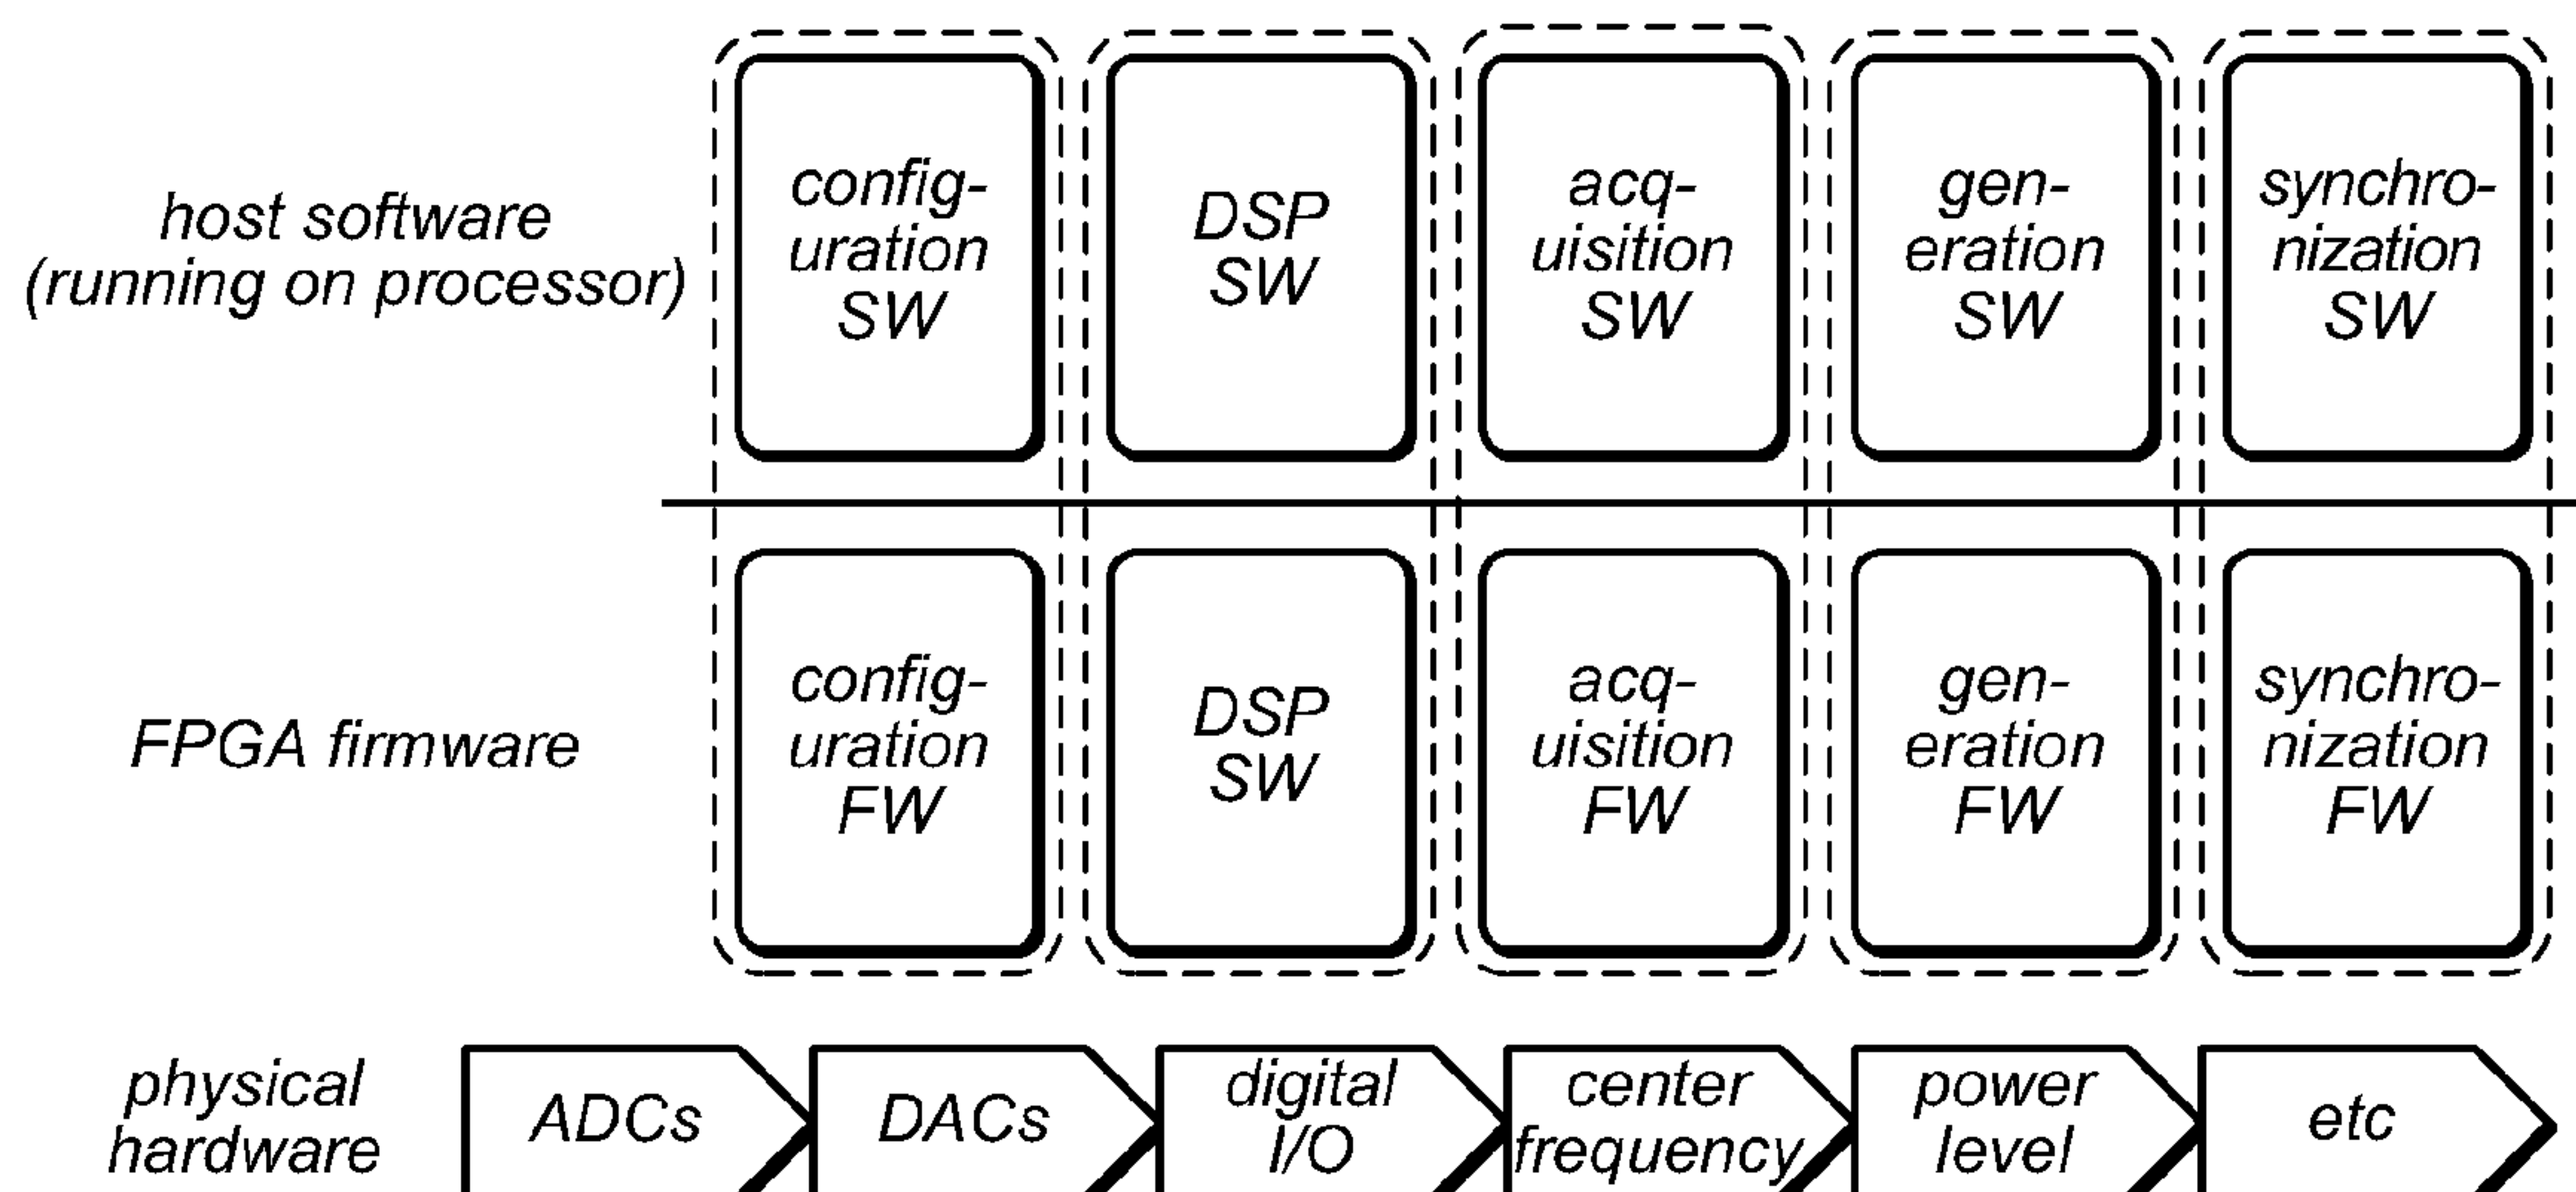 host software
(running on processor)
config-
uration
SW
DSP
SW
acq-
uisition
SW
gen-
eration
SW
synchro-
nization
SW
FPGA firmware
config-
uration
FW
DSP
SW
acq-
uisition
FW
gen-
eration
FW
synchro-
nization
FW
physical
hardware
ADCs
DACs
digital
I/O
center
frequency
power
level
etc